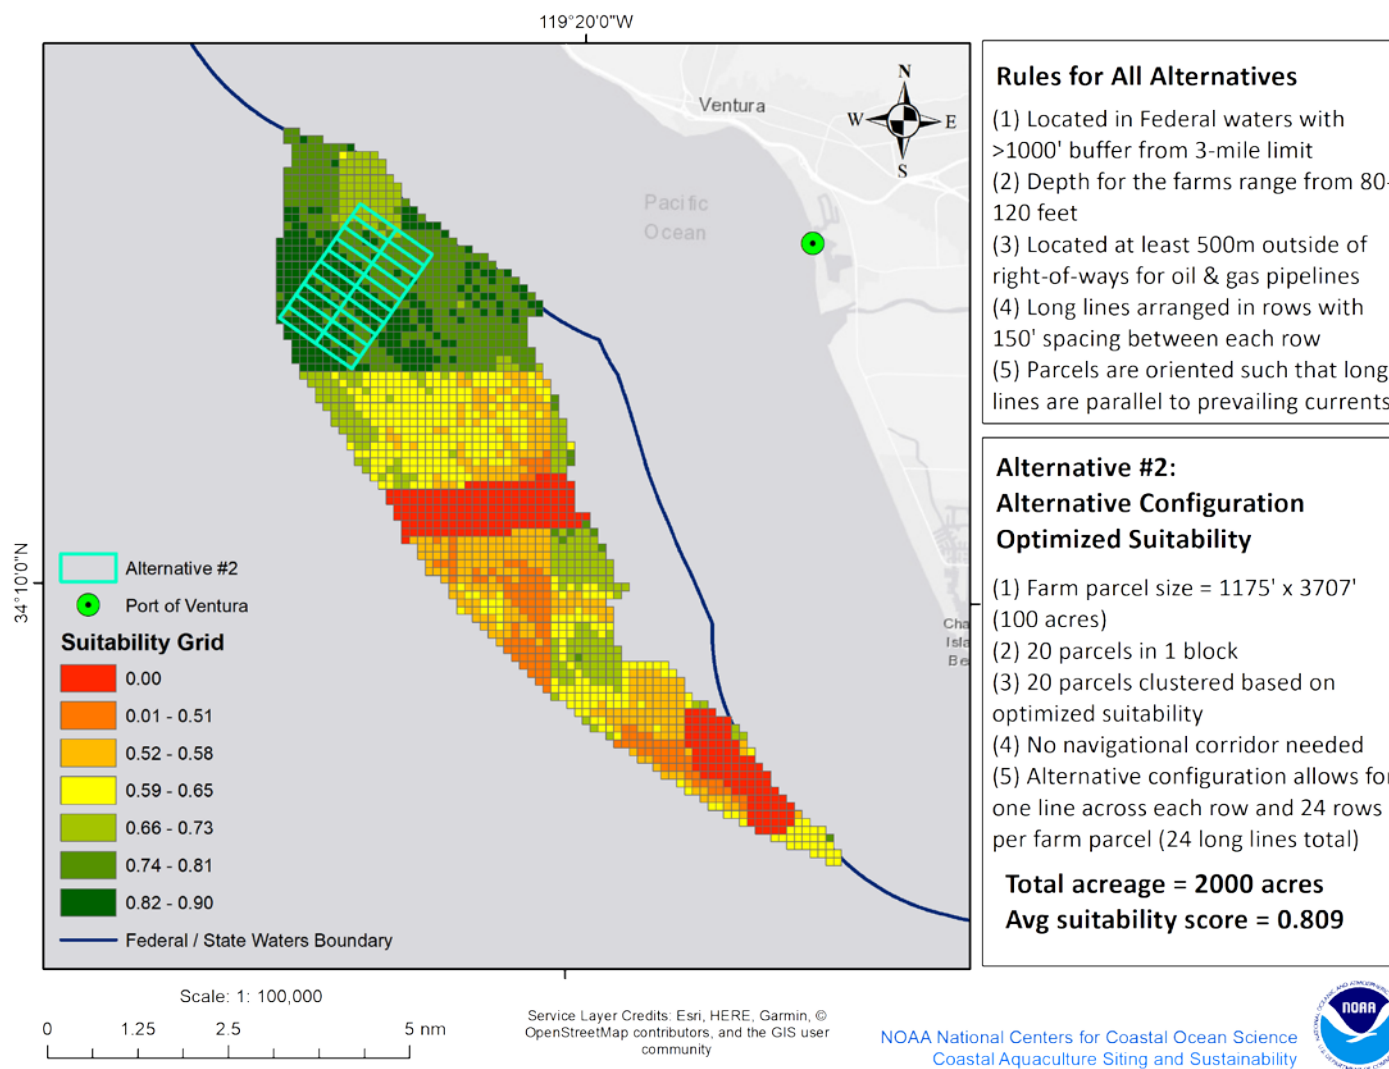 119°20'0"W
Ventura
N
W
E
S
Pacific
Ocean
34°10'0"N
Cha
Isla
Be
Alternative #2
Port of Ventura
Suitability Grid
0.00
0.01 - 0.51
0.52 - 0.58
0.59 - 0.65
0.66 - 0.73
0.74 - 0.81
0.82 - 0.90
Federal / State Waters Boundary
Rules for All Alternatives
(1) Located in Federal waters with
>1000' buffer from 3-mile limit
(2) Depth for the farms range from 80-
120 feet
(3) Located at least 500m outside of
right-of-ways for oil & gas pipelines
(4) Long lines arranged in rows with
150' spacing between each row
(5) Parcels are oriented such that long
lines are parallel to prevailing currents
Alternative #2:
Alternative Configuration
Optimized Suitability
(1) Farm parcel size = 1175' x 3707'
(100 acres)
(2) 20 parcels in 1 block
(3) 20 parcels clustered based on
optimized suitability
(4) No navigational corridor needed
(5) Alternative configuration allows for
one line across each row and 24 rows
per farm parcel (24 long lines total)
Total acreage = 2000 acres
Avg suitability score = 0.809
Scale: 1: 100,000
0 1.25 2.5 5 nm
Service Layer Credits: Esri, HERE, Garmin, ©
OpenStreetMap contributors, and the GIS user
community
NOAA National Centers for Coastal Ocean Science
Coastal Aquaculture Siting and Sustainability
NOAA